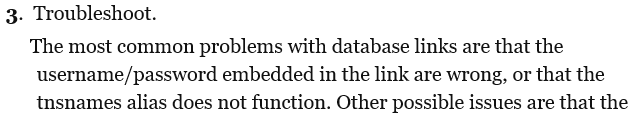 3. Troubleshoot.
The most common problems with database links are that the
username/password embedded in the link are wrong, or that the
tnsnames alias does not function. Other possible issues are that the